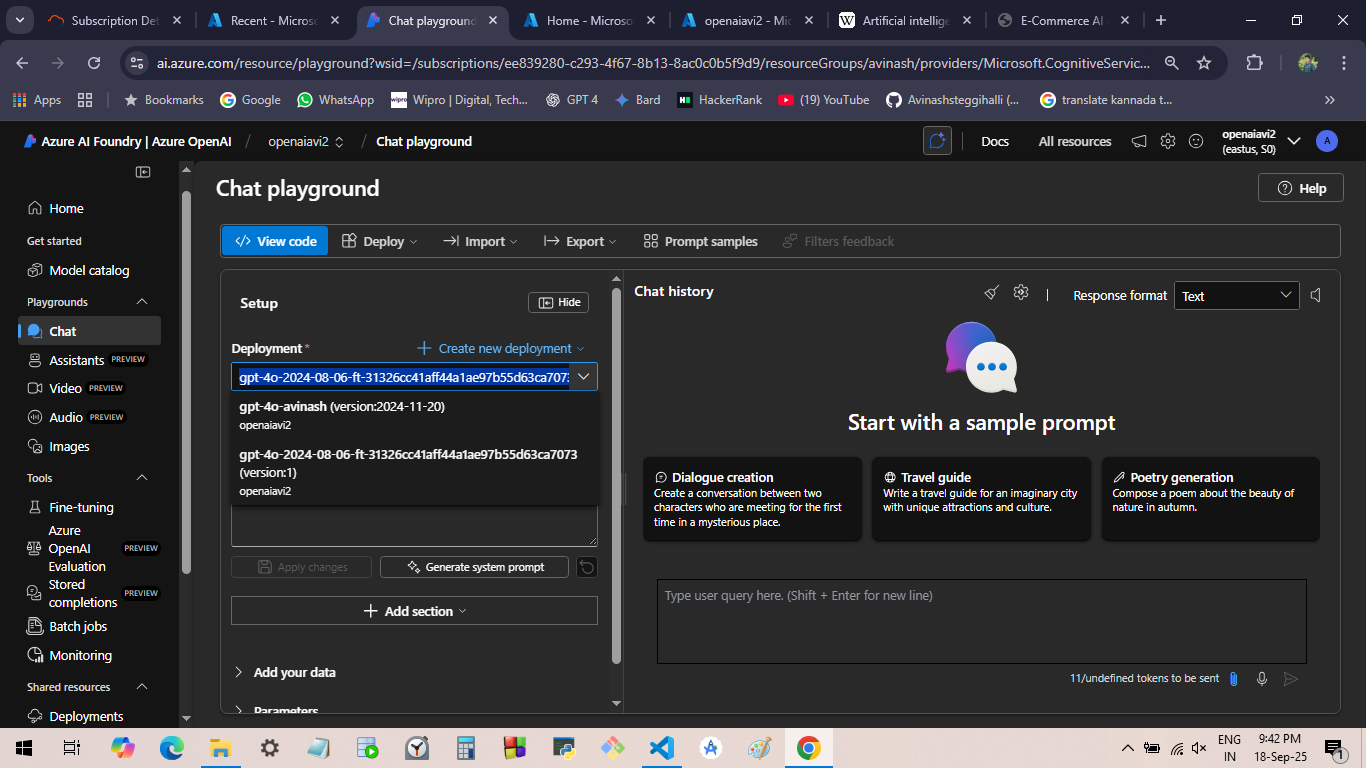 Subscription Det
Recent - Microso
Chat playground
Home - Microso
openaiavi2 - Mic
Artificial intellige
E-Commerce AI
ai.azure.com/resource/playground?wsid=/subscriptions/ee839280-c293-4f67-8b13-8ac0c0b5f9d9/resourceGroups/avinash/providers/Microsoft.CognitiveServic...
Apps
Bookmarks
Google
WhatsApp
wipro
Wipro | Digital, Tech...
GPT 4
Bard
HackerRank
(19) YouTube
Avinashsteggihalli (...
translate kannada t...
Azure AI Foundry | Azure OpenAI
/
openaiavi2
/
Chat playground
Docs
All resources
openaiavi2
(eastus, S0)
A
Home
Get started
Model catalog
Playgrounds
Chat
Assistants PREVIEW
Video PREVIEW
Audio PREVIEW
Images
Tools
Fine-tuning
Azure
OpenAI PREVIEW
Evaluation
Stored
completions PREVIEW
Batch jobs
Monitoring
Shared resources
Deployments
Chat playground
Help
View code
Deploy
Import
Export
Prompt samples
Filters feedback
Setup
Hide
Deployment *
Create new deployment
gpt-4o-2024-08-06-ft-31326cc41aff44a1ae97b55d63ca7073
gpt-4o-avinash (version:2024-11-20)
openaiavi2
gpt-4o-2024-08-06-ft-31326cc41aff44a1ae97b55d63ca7073
(version:1)
openaiavi2
Apply changes
Generate system prompt
Add section
Add your data
Parameters
Chat history
Response format
Text
Start with a sample prompt
Dialogue creation
Create a conversation between two
characters who are meeting for the first
time in a mysterious place.
Travel guide
Write a travel guide for an imaginary city
with unique attractions and culture.
Poetry generation
Compose a poem about the beauty of
nature in autumn.
Type user query here. (Shift + Enter for new line)
11/undefined tokens to be sent
ENG
IN
9:42 PM
18-Sep-25
1